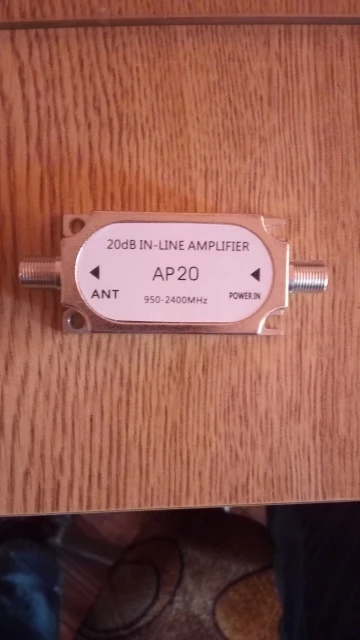 20dB IN-LINE AMPLIFIER
AP20
ANT
POWER IN
950-2400MHz